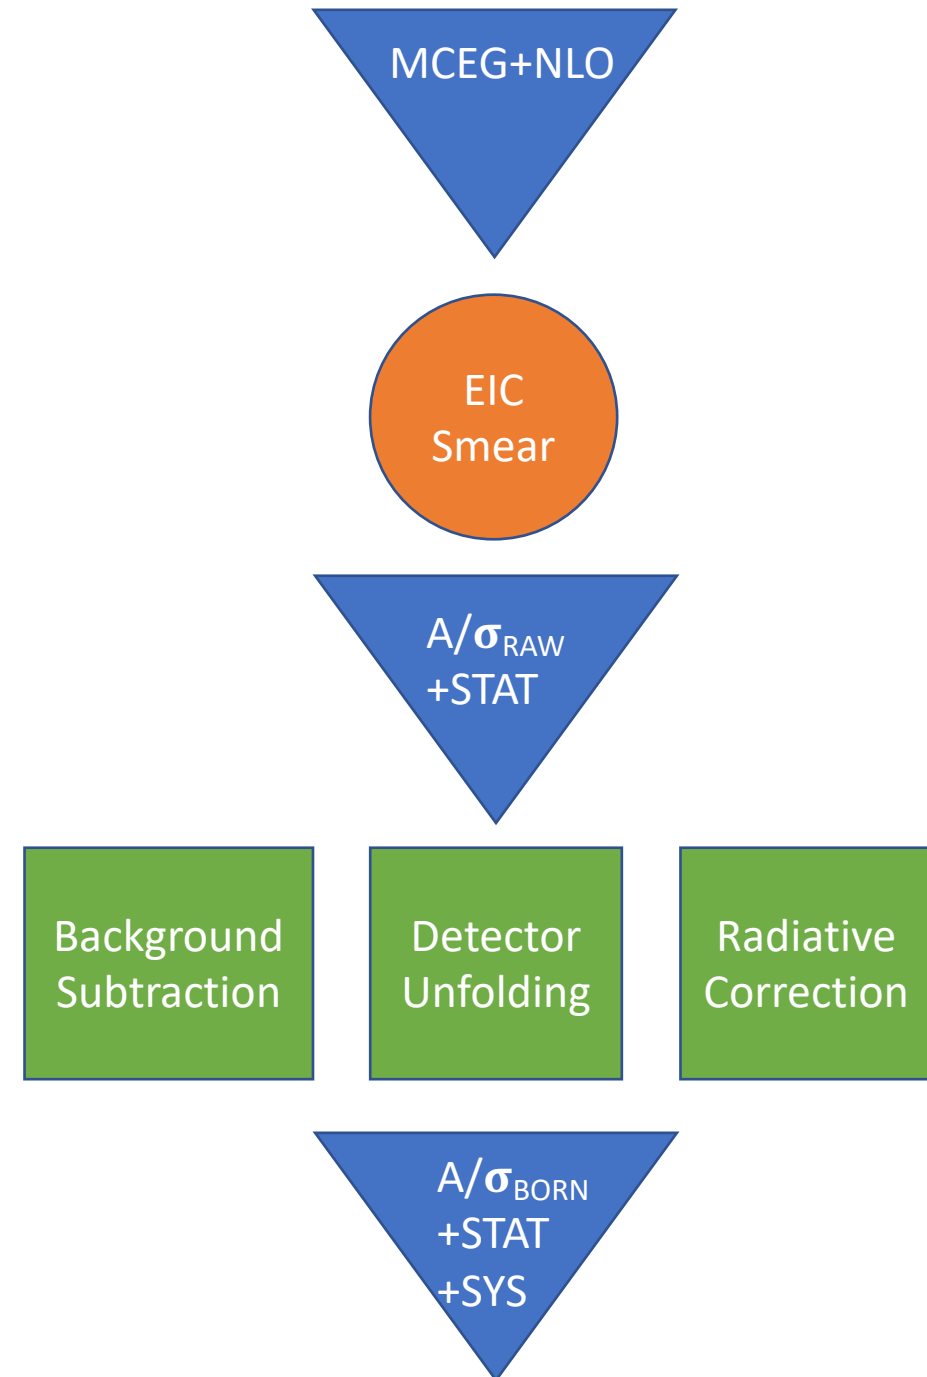 MCEG+NLO
EIC
Smear
A/σRAW
+STAT
Background
Subtraction
Detector
Unfolding
Radiative
Correction
A/σBORN
+STAT
+SYS